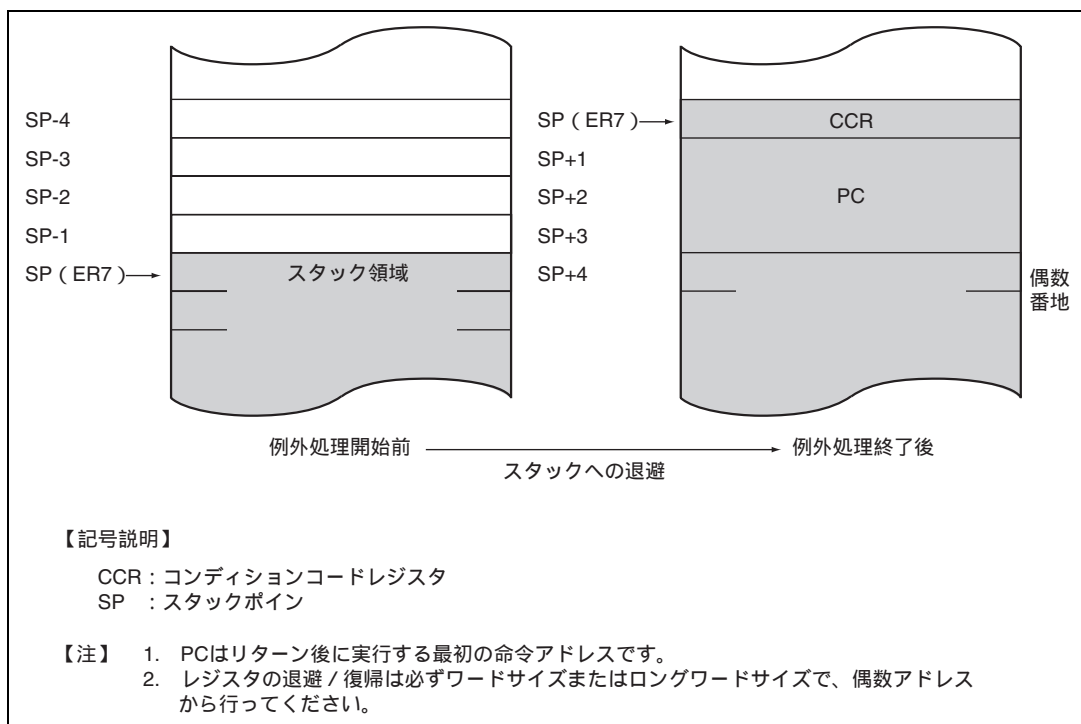 SP-4
SP-3
SP-2
SP-1
SP ( ER7 )
スタック領域
SP ( ER7 )
SP+1
SP+2
SP+3
SP+4
CCR
PC
偶数
番地
例外処理開始前
スタックへの退避
例外処理終了後
【記号説明】
CCR : コンディションコードレジスタ
SP : スタックポイン
【注】 1. PCはリターン後に実行する最初の命令アドレスです。
2. レジスタの退避 / 復帰は必ずワードサイズまたはロングワードサイズで、偶数アドレス
から行ってください。